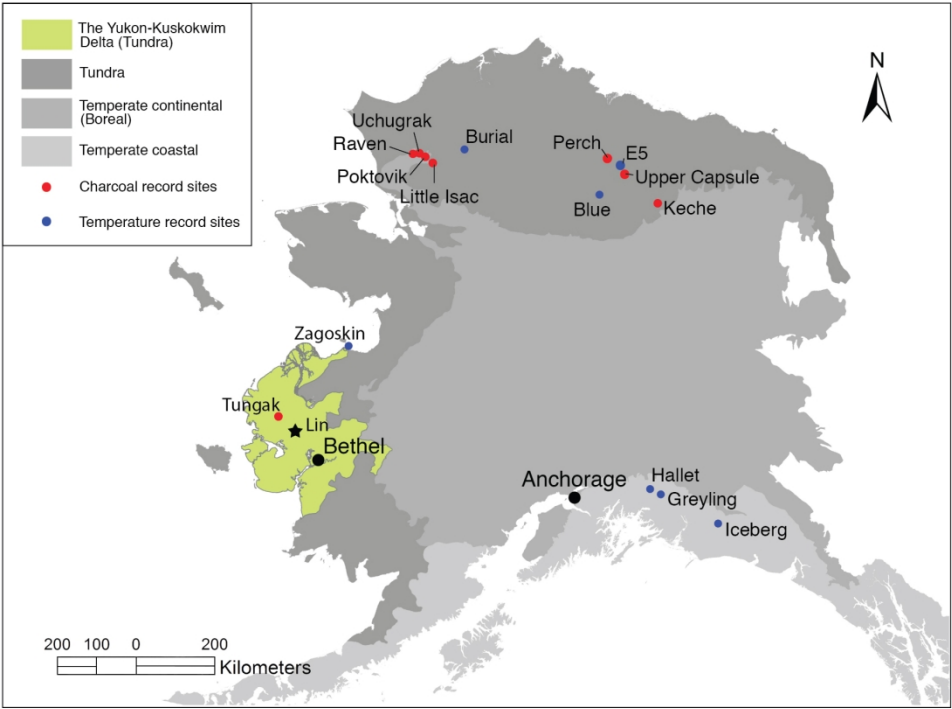 The Yukon-Kuskokwim
Delta (Tundra)
Tundra
Temperate continental
(Boreal)
Temperate coastal
Charcoal record sites
Temperature record sites
N
Uchugrak
Raven
Burial
Poktovik
Little Isac
Perch
E5
Upper Capsule
Blue
Keche
Zagoskin
Tungak
Lin
Bethel
Anchorage
Hallet
Greyling
Iceberg
200 100 0 200
Kilometers